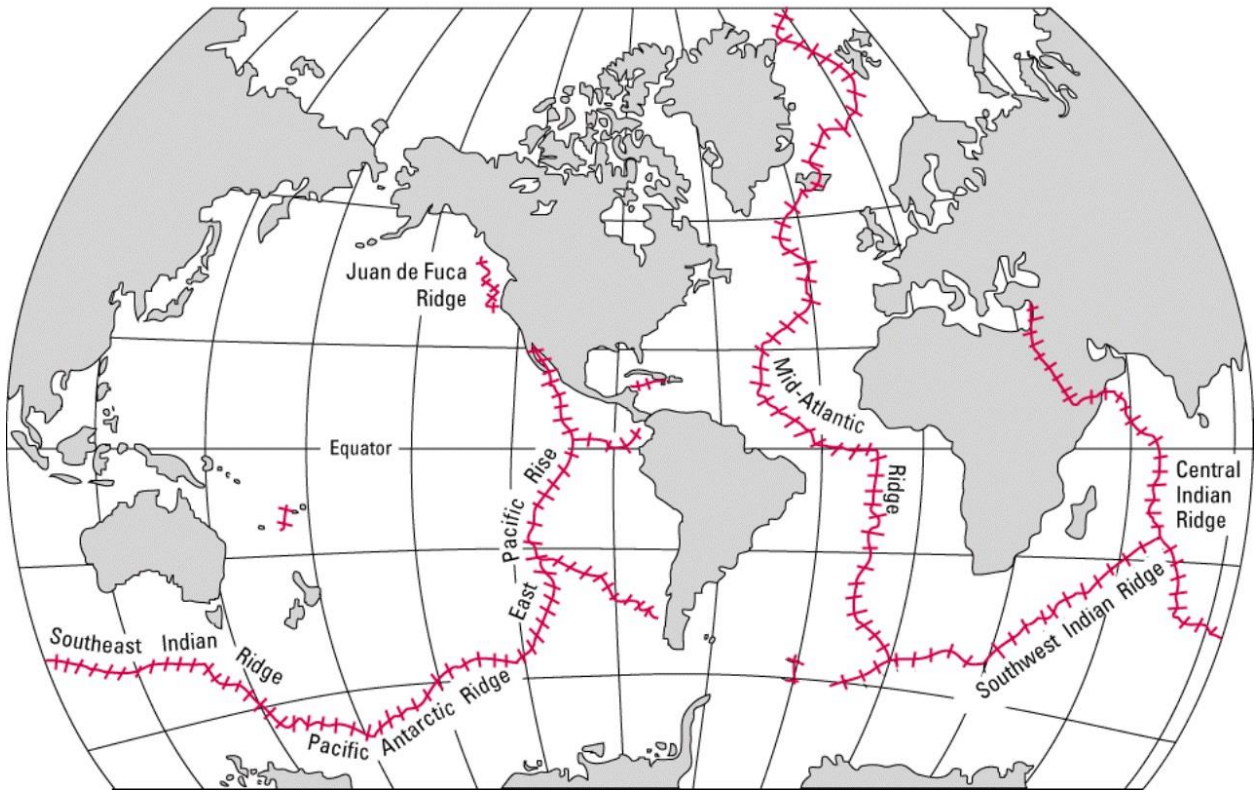 Juan de Fuca
Ridge
Mid-Atlantic
Ridge
Equator
East Pacific Rise
Central
Indian
Ridge
Southeast Indian Ridge
Southwest Indian Ridge
Pacific Antarctic Ridge